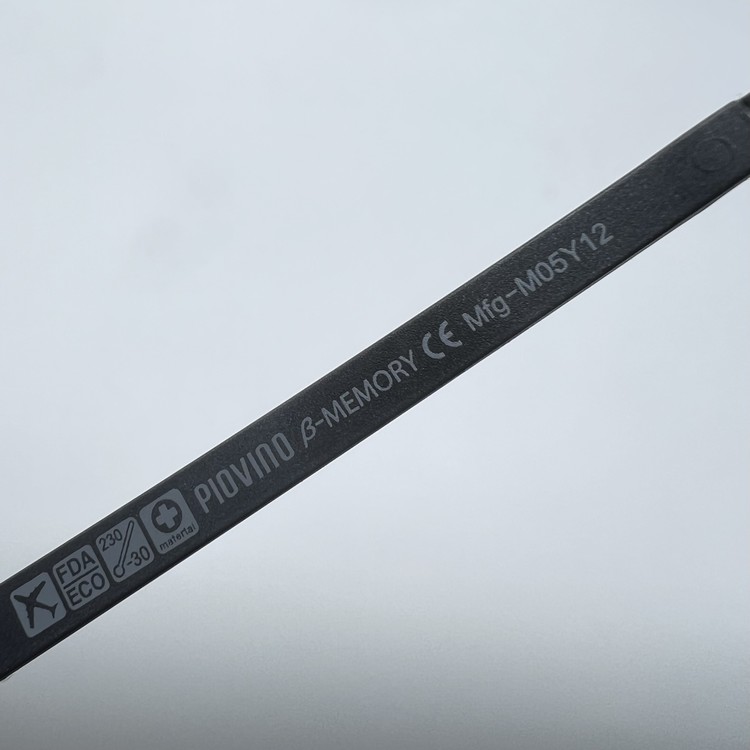 FDA
ECO
230
-30
material
PIOVINO β-MEMORY CE Mfg-M05Y12